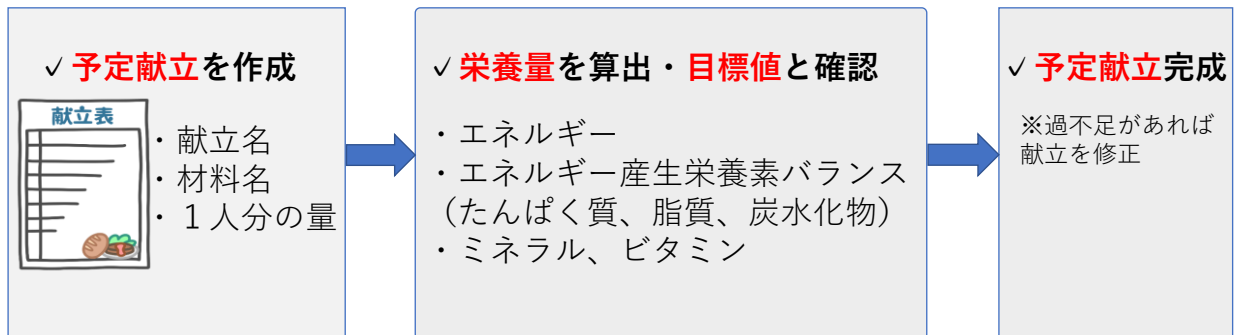 ✓予定献立を作成
献立表
・献立名
・材料名
・１人分の量
✓栄養量を算出・目標値と確認
・エネルギー
・エネルギー産生栄養素バランス
（たんぱく質、脂質、炭水化物）
・ミネラル、ビタミン
✓予定献立完成
※過不足があれば
献立を修正